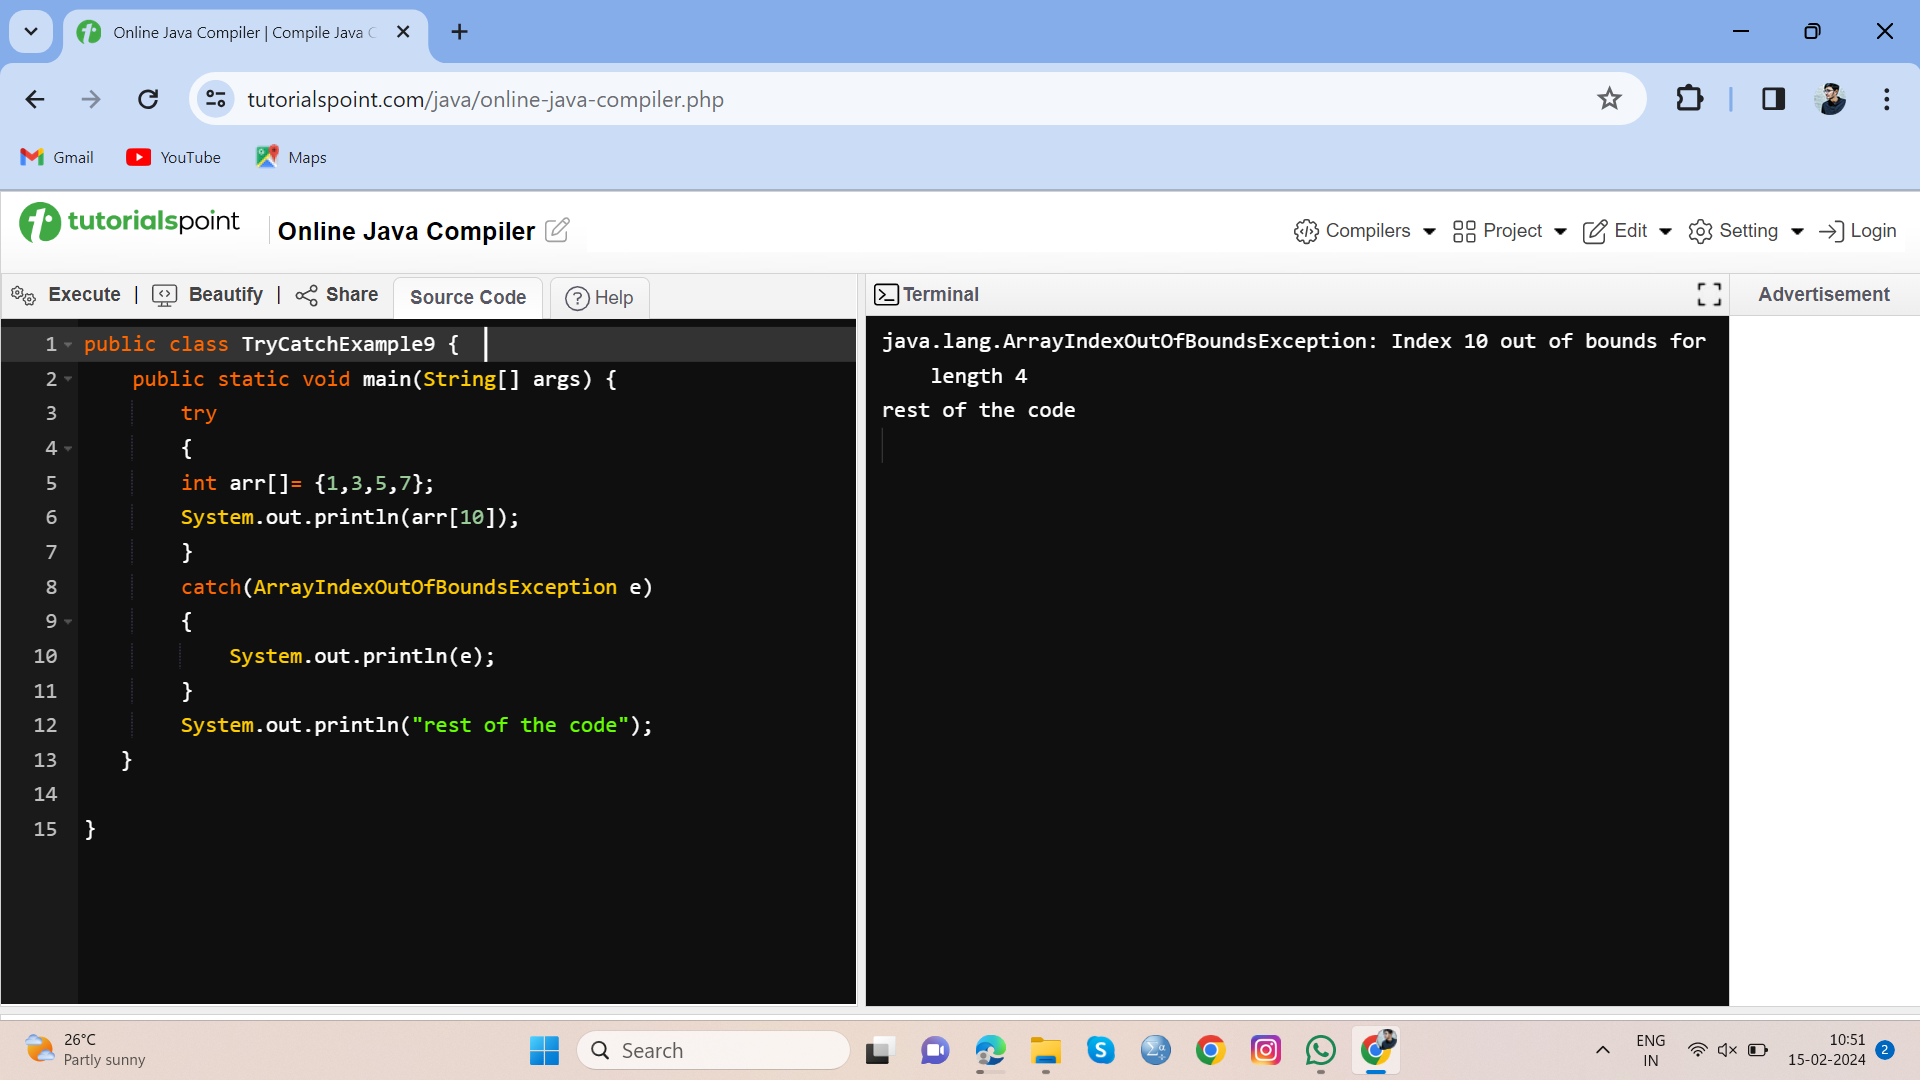 Online Java Compiler | Compile Java C
tutorialspoint.com/java/online-java-compiler.php
Gmail YouTube Maps
tutorialspoint Online Java Compiler Compilers Project Edit Setting Login
Execute | Beautify | Share Source Code Help
Terminal Advertisement
1 public class TryCatchExample9 {
2 public static void main(String[] args) {
3 try
4 {
5 int arr[]= {1,3,5,7};
6 System.out.println(arr[10]);
7 }
8 catch(ArrayIndexOutOfBoundsException e)
9 {
10 System.out.println(e);
11 }
12 System.out.println("rest of the code");
13 }
14
15 }
java.lang.ArrayIndexOutOfBoundsException: Index 10 out of bounds for
length 4
rest of the code
26°C
Partly sunny
Search
ENG
IN
10:51
15-02-2024
2